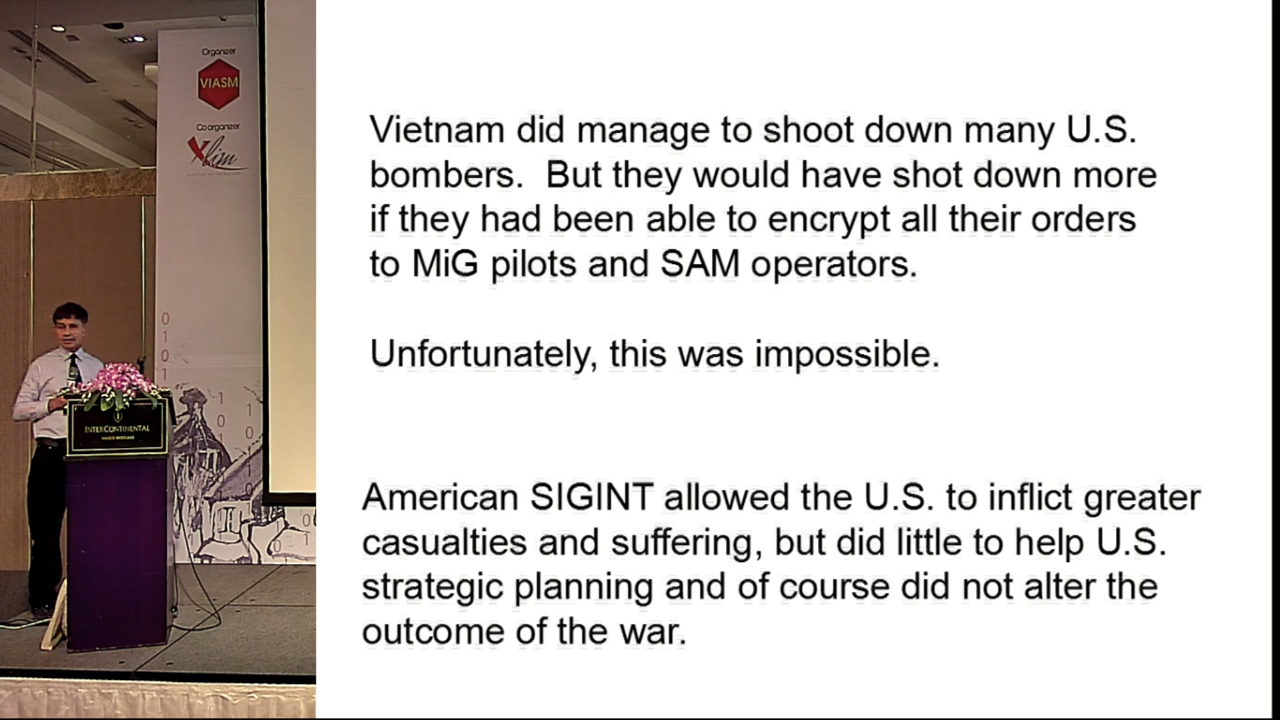 Organizer
VIASM
Coorganizer
Xlim
INTERCONTINENTAL
Vietnam did manage to shoot down many U.S.
bombers. But they would have shot down more
if they had been able to encrypt all their orders
to MiG pilots and SAM operators.
Unfortunately, this was impossible.
American SIGINT allowed the U.S. to inflict greater
casualties and suffering, but did little to help U.S.
strategic planning and of course did not alter the
outcome of the war.